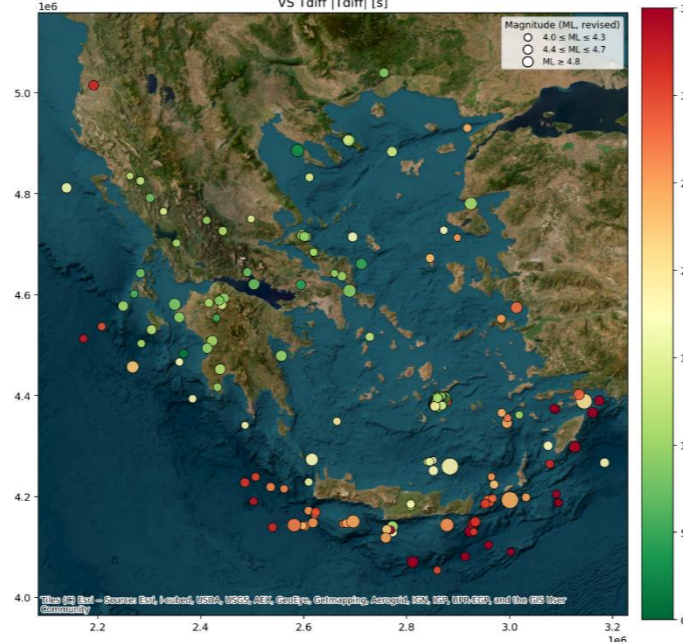 VS Tdiff |Tdiff| [s]
1e6
Magnitude (ML, revised)
4.0 ≤ ML ≤ 4.3
4.4 ≤ ML ≤ 4.7
ML ≥ 4.8
5.0
4.8
4.6
4.4
4.2
4.0
Tiles (C) Esri -- Source: Esri, i-cubed, USDA, USGS, AEX, GeoEye, Getmapping, Aerogrid, IGN, IGP, UPR-EGP, and the GIS User
Community
2.2
2.4
2.6
2.8
3.0
3.2
1e6